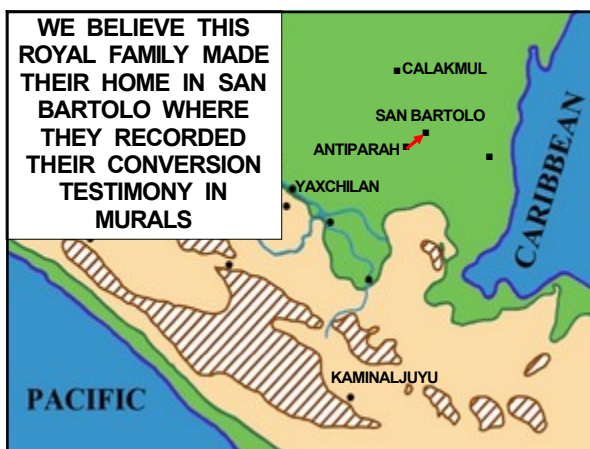 WE BELIEVE THIS
ROYAL FAMILY MADE
THEIR HOME IN SAN
BARTOLO WHERE
THEY RECORDED
THEIR CONVERSION
TESTIMONY IN
MURALS
CALAKMUL
SAN BARTOLO
ANTIPARAH
YAXCHILAN
CARIBBEAN
KAMINALJUYU
PACIFIC